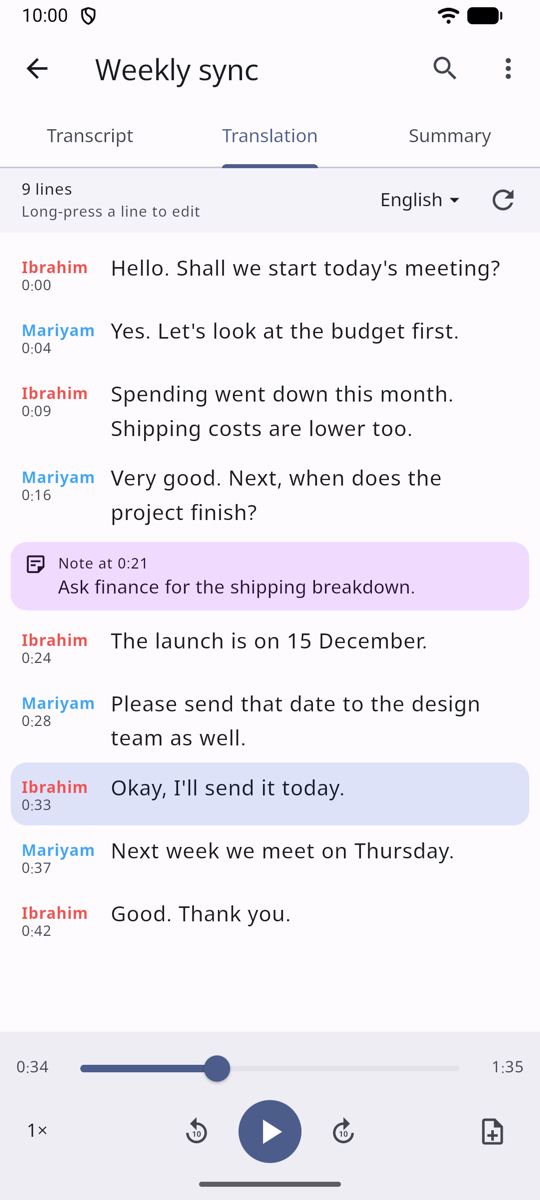 10:00
Weekly sync
Transcript
Translation
Summary
9 lines
Long-press a line to edit
English
Ibrahim
0:00
Hello. Shall we start today's meeting?
Mariyam
0:04
Yes. Let's look at the budget first.
Ibrahim
0:09
Spending went down this month.
Shipping costs are lower too.
Mariyam
0:16
Very good. Next, when does the
project finish?
Note at 0:21
Ask finance for the shipping breakdown.
Ibrahim
0:24
The launch is on 15 December.
Mariyam
0:28
Please send that date to the design
team as well.
Ibrahim
0:33
Okay, I'll send it today.
Mariyam
0:37
Next week we meet on Thursday.
Ibrahim
0:42
Good. Thank you.
0:34
1:35
1×
10
10